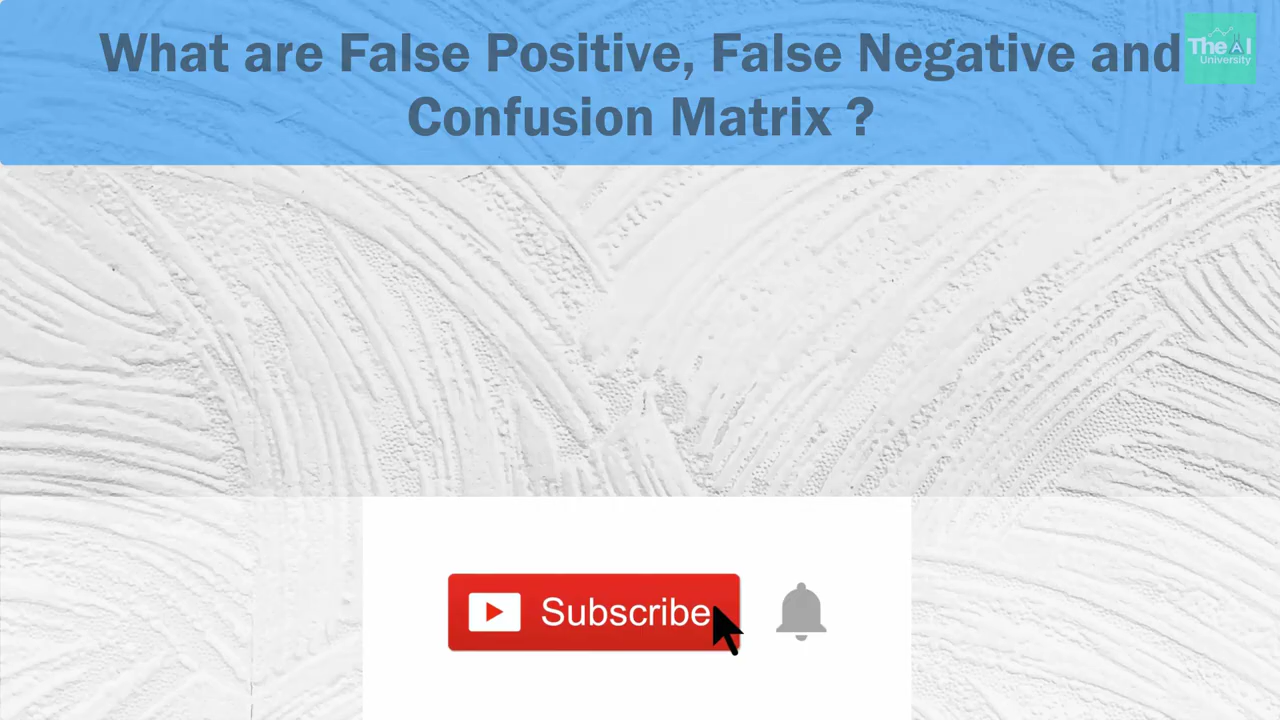 What are False Positive, False Negative and
Confusion Matrix ?
The AI
University
Subscribe